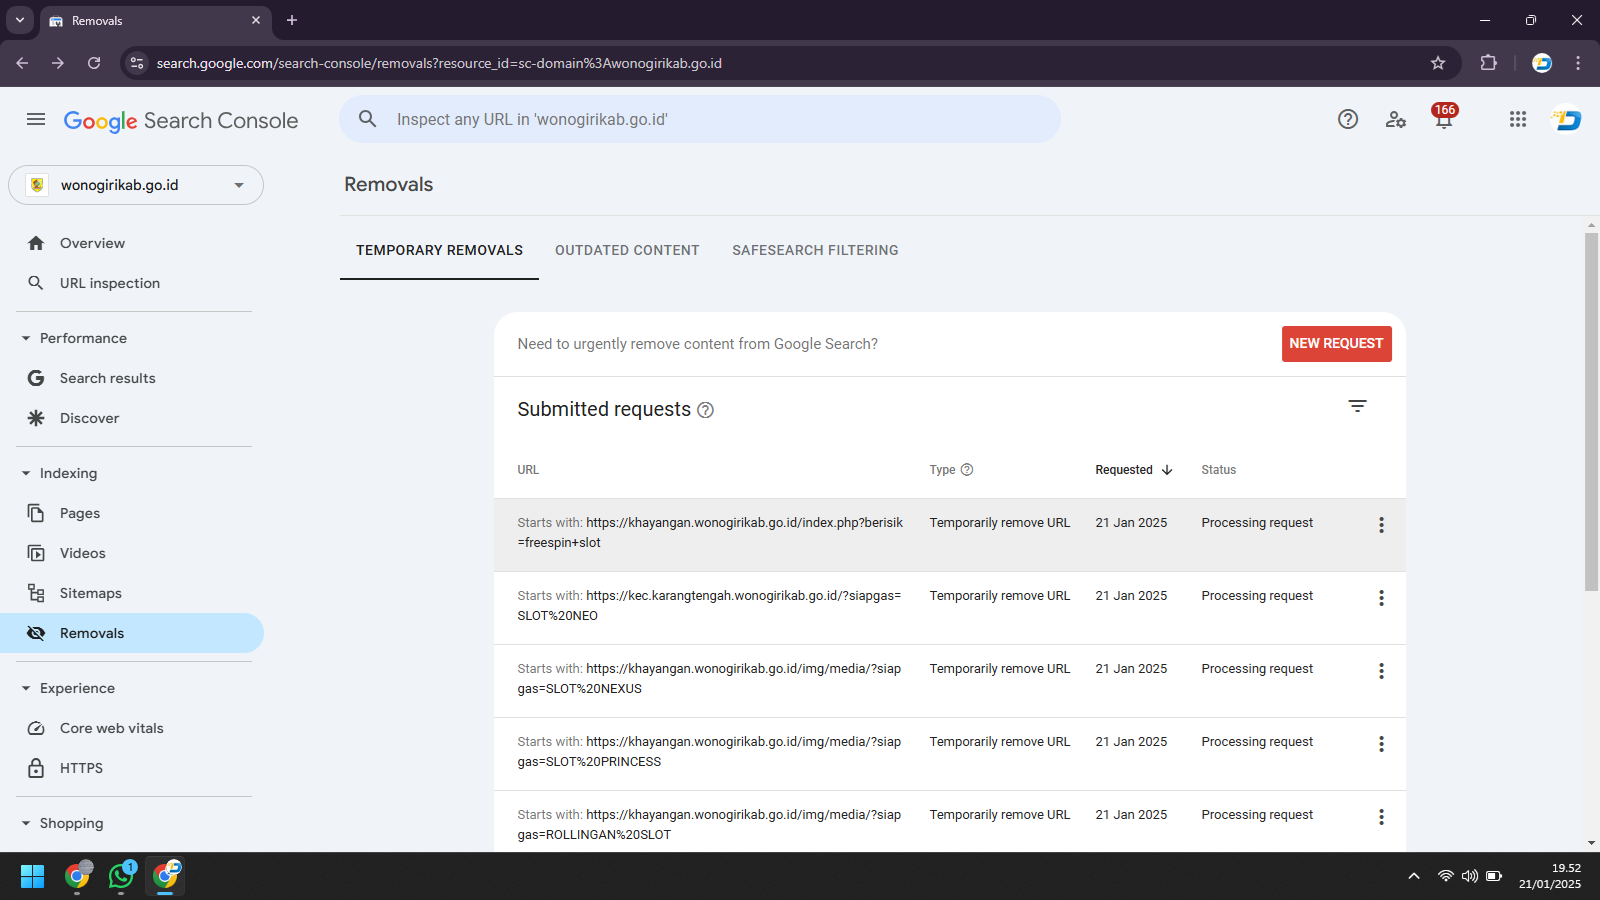 Removals
search.google.com/search-console/removals?resource_id=sc-domain%3Awonogirikab.go.id
Google Search Console
Inspect any URL in 'wonogirikab.go.id'
166
wonogirikab.go.id
Removals
Overview
URL inspection
Performance
Search results
Discover
Indexing
Pages
Videos
Sitemaps
Removals
Experience
Core web vitals
HTTPS
Shopping
TEMPORARY REMOVALS
OUTDATED CONTENT
SAFESEARCH FILTERING
Need to urgently remove content from Google Search?
NEW REQUEST
Submitted requests
URL
Type
Requested
Status
Starts with: https://khayangan.wonogirikab.go.id/index.php?berisik
=freespin+slot
Temporarily remove URL
21 Jan 2025
Processing request
Starts with: https://kec.karangtengah.wonogirikab.go.id/?siapgas=
SLOT%20NEO
Temporarily remove URL
21 Jan 2025
Processing request
Starts with: https://khayangan.wonogirikab.go.id/img/media/?siap
gas=SLOT%20NEXUS
Temporarily remove URL
21 Jan 2025
Processing request
Starts with: https://khayangan.wonogirikab.go.id/img/media/?siap
gas=SLOT%20PRINCESS
Temporarily remove URL
21 Jan 2025
Processing request
Starts with: https://khayangan.wonogirikab.go.id/img/media/?siap
gas=ROLLINGAN%20SLOT
Temporarily remove URL
21 Jan 2025
Processing request
1
19.52
21/01/2025